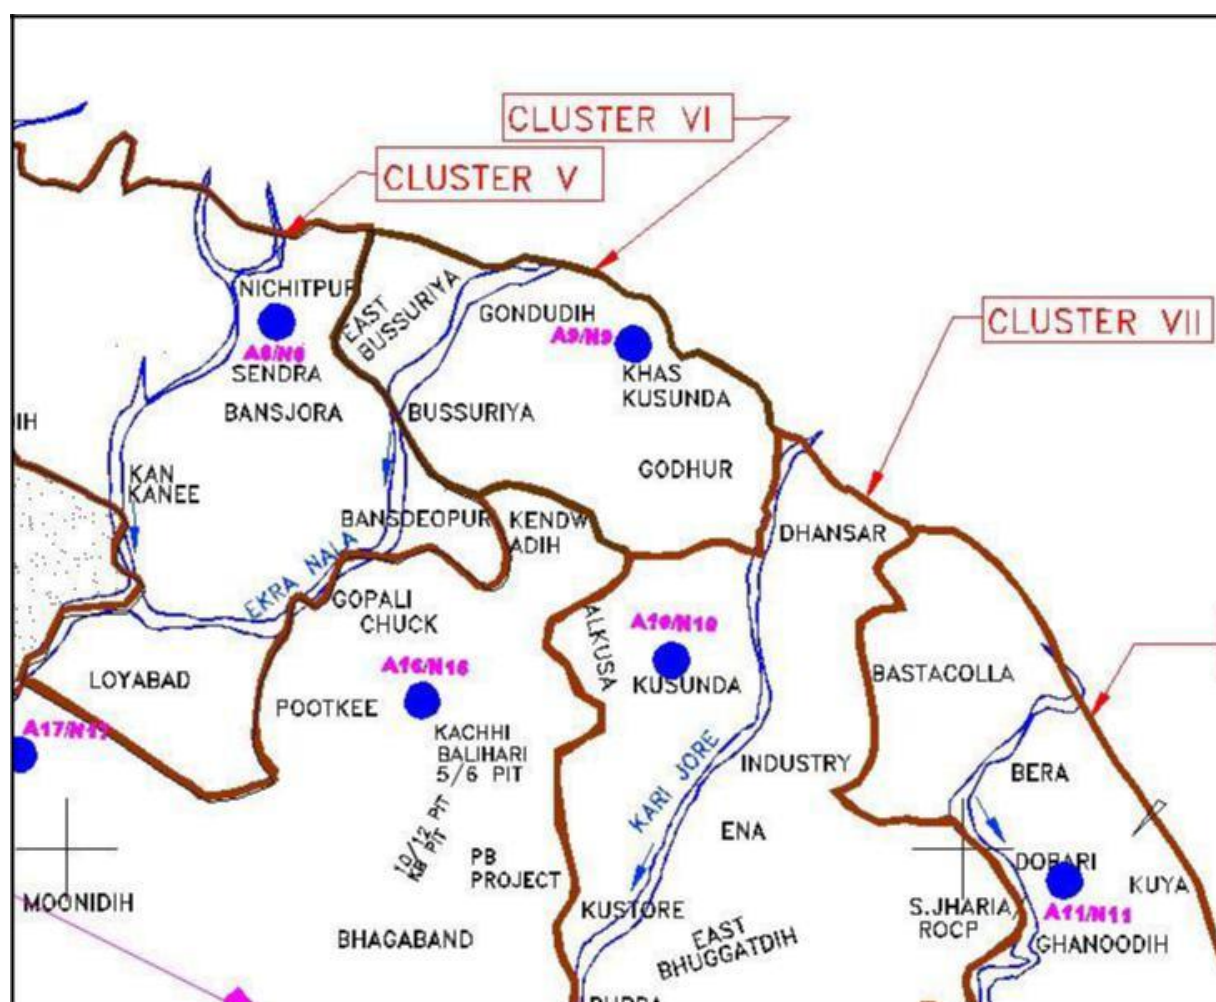 CLUSTER VI
CLUSTER V
NICHITPUR
EAST
BUSSURIYA
GONDUDIH
A9/N9
CLUSTER VII
SENDRA
KHAS
KUSUNDA
BANSJORA
BUSSURIYA
IH
KAN
KANEE
GODHUR
BANSDEOPUR
KENDW
ADIH
DHANSAR
EKRA NALA
GOPALI
CHUCK
ALKUSA
A10/N10
LOYABAD
A16/N16
KUSUNDA
BASTACOLLA
POOTKEE
A17/N17
KACHHI
BALIHARI
5/6 PIT
KARI JORE
INDUSTRY
BERA
10/12 PIT
KB PIT
ENA
PB
PROJECT
DOBARI
KUYA
MOONIDIH
KUSTORE
S.JHARIA/
ROCP
A11/N11
BHAGABAND
EAST
BHUGGATDIH
GHANOODIH